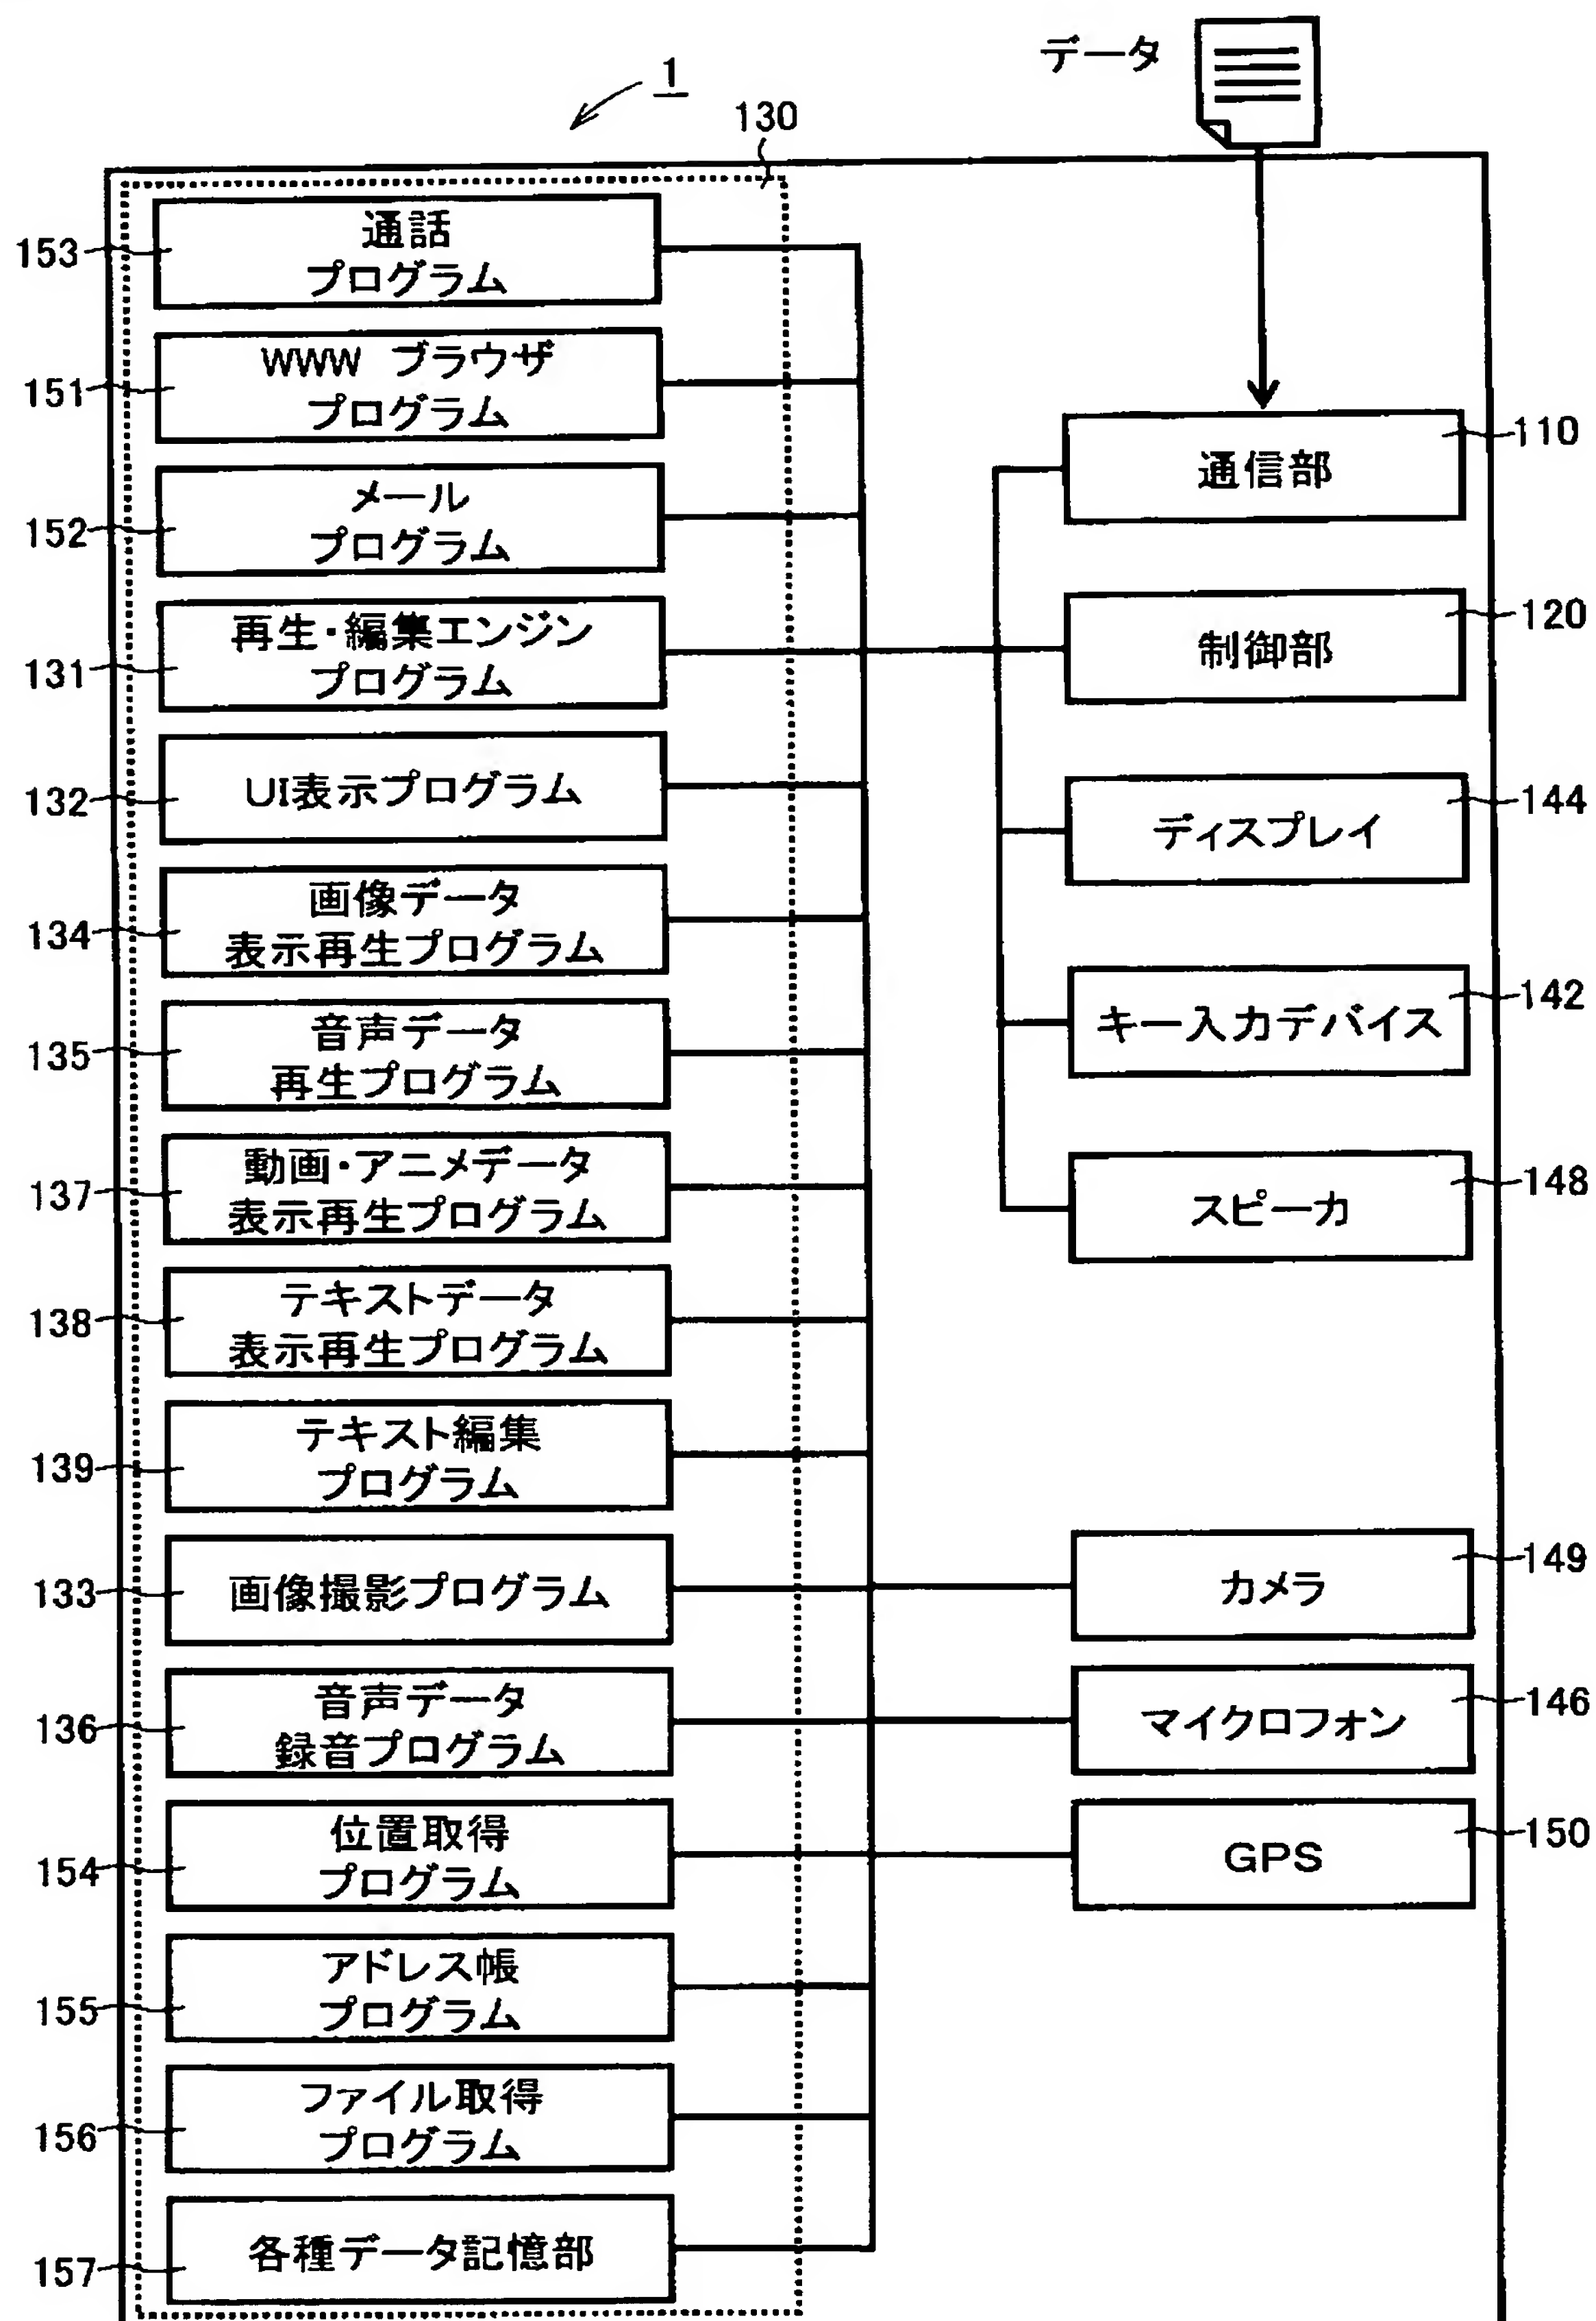 データ
1
130
153
通話
プログラム
151
WWW ブラウザ
プログラム
152
メール
プログラム
131
再生・編集エンジン
プログラム
132
UI表示プログラム
134
画像データ
表示再生プログラム
135
音声データ
再生プログラム
137
動画・アニメデータ
表示再生プログラム
138
テキストデータ
表示再生プログラム
139
テキスト編集
プログラム
133
画像撮影プログラム
136
音声データ
録音プログラム
154
位置取得
プログラム
155
アドレス帳
プログラム
156
ファイル取得
プログラム
157
各種データ記憶部
通信部
110
制御部
120
ディスプレイ
144
キー入力デバイス
142
スピーカ
148
カメラ
149
マイクロフォン
146
GPS
150